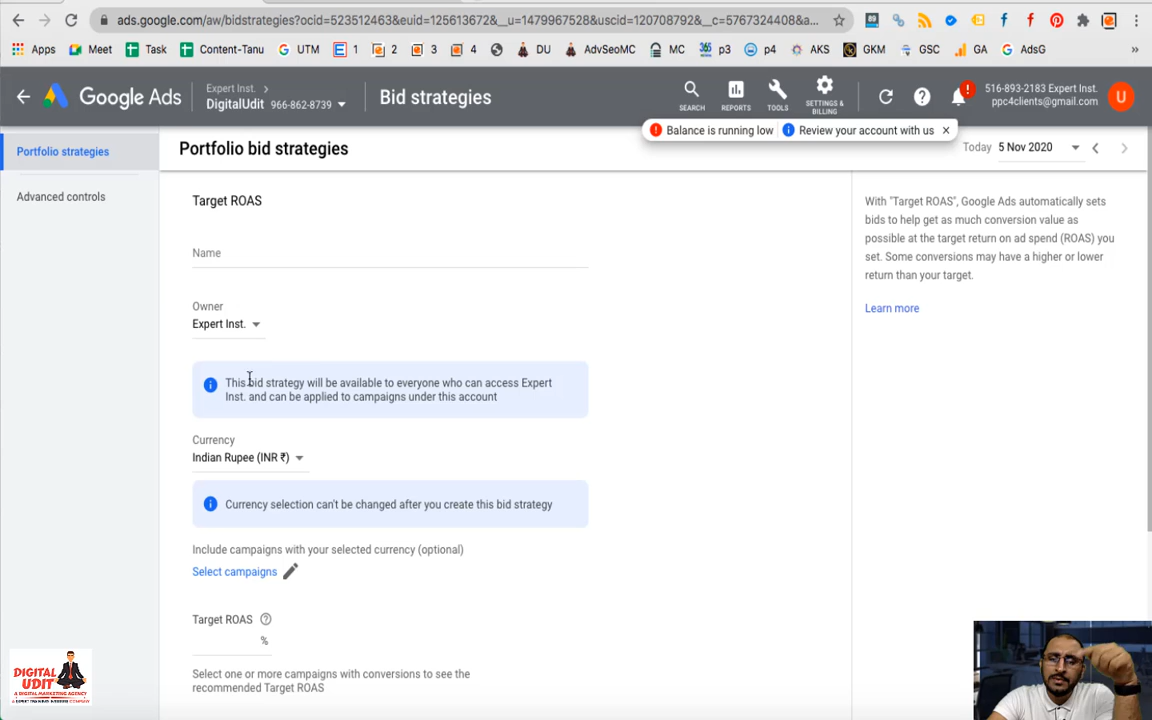 ads.google.com/aw/bidstrategies?ocid=523512463&euid=125613672&__u=1479967528&uscid=120708792&__c=5767324408&a...
Apps Meet Task Content-Tanu UTM 1 2 3 4 DU AdvSeoMC MC p3 p4 AKS GKM GSC GA AdsG »
Google Ads
Expert Inst.
DigitalUdit 966-862-8739
Bid strategies
SEARCH
REPORTS
TOOLS
SETTINGS &
BILLING
516-893-2183 Expert Inst.
ppc4clients@gmail.com
U
Balance is running low
Review your account with us
Portfolio strategies
Advanced controls
Portfolio bid strategies
Today 5 Nov 2020
Target ROAS
Name
Owner
Expert Inst.
This bid strategy will be available to everyone who can access Expert
Inst. and can be applied to campaigns under this account
Currency
Indian Rupee (INR ₹)
Currency selection can't be changed after you create this bid strategy
Include campaigns with your selected currency (optional)
Select campaigns
Target ROAS
%
Select one or more campaigns with conversions to see the
recommended Target ROAS
With "Target ROAS", Google Ads automatically sets
bids to help get as much conversion value as
possible at the target return on ad spend (ROAS) you
set. Some conversions may have a higher or lower
return than your target.
Learn more
DIGITAL
UDIT
A DIGITAL MARKETING AGENCY